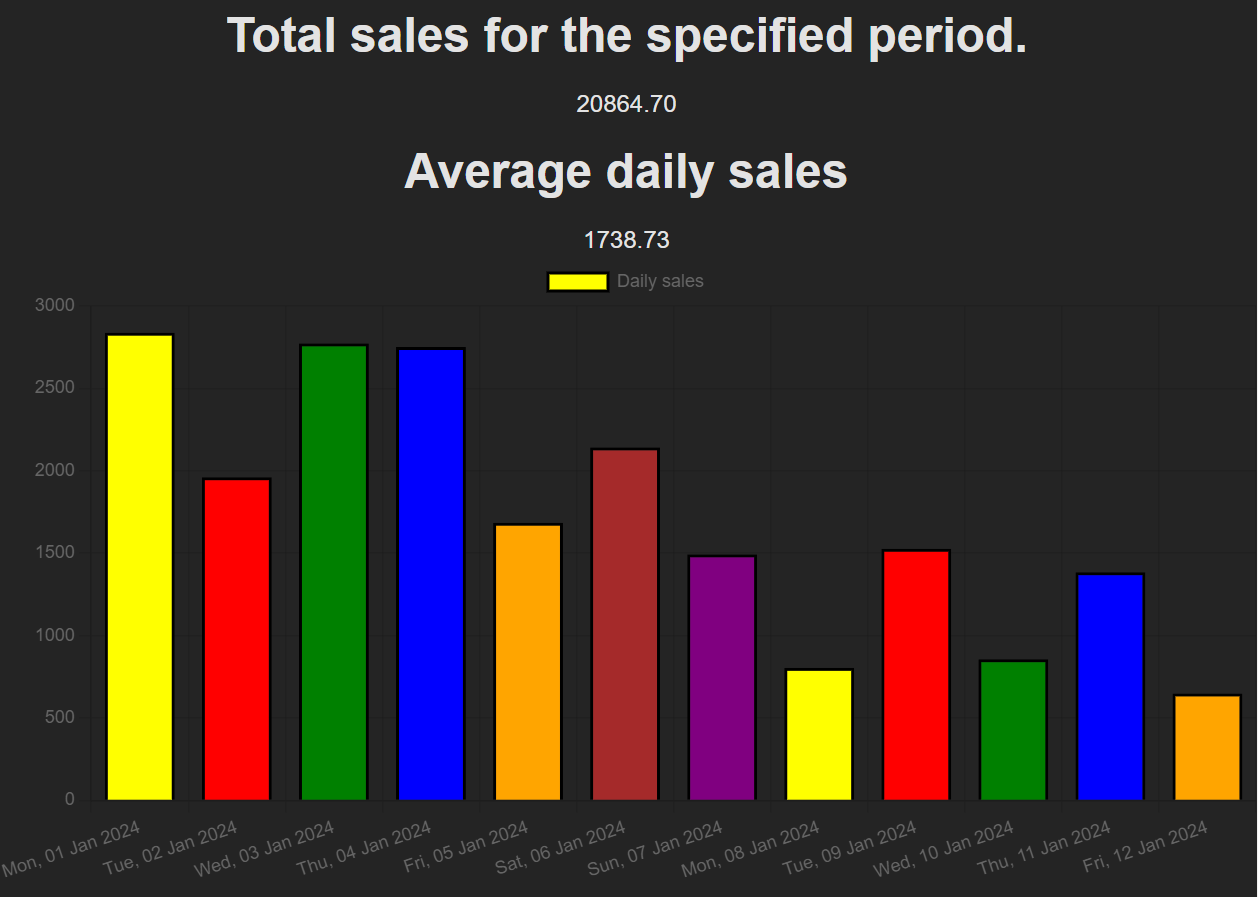 Total sales for the specified period.
20864.70
Average daily sales
1738.73
Daily sales
3000
2500
2000
1500
1000
500
0
Mon, 01 Jan 2024
Tue, 02 Jan 2024
Wed, 03 Jan 2024
Thu, 04 Jan 2024
Fri, 05 Jan 2024
Sat, 06 Jan 2024
Sun, 07 Jan 2024
Mon, 08 Jan 2024
Tue, 09 Jan 2024
Wed, 10 Jan 2024
Thu, 11 Jan 2024
Fri, 12 Jan 2024